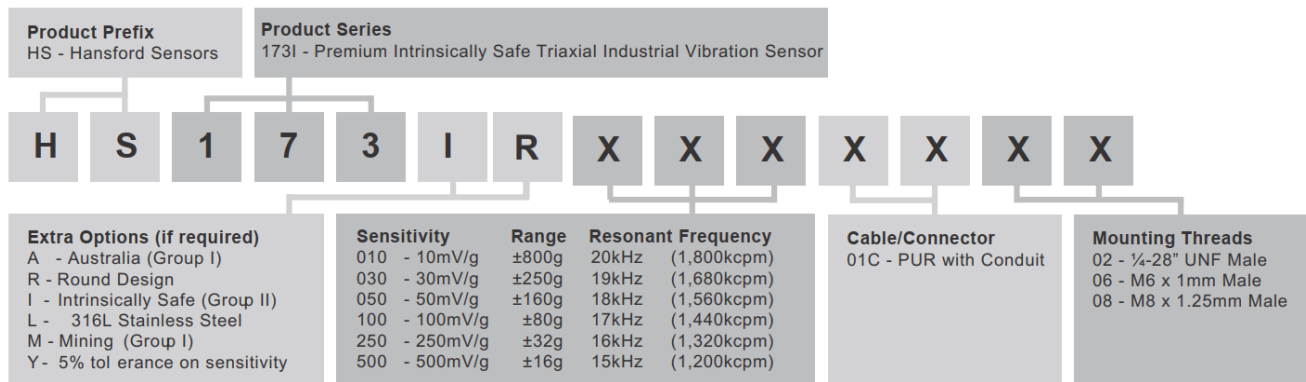 Product Prefix
HS - Hansford Sensors
Product Series
173I - Premium Intrinsically Safe Triaxial Industrial Vibration Sensor
H S 1 7 3 I R X X X X X X X
Extra Options (if required)
A - Australia (Group I)
R - Round Design
I - Intrinsically Safe (Group II)
L - 316L Stainless Steel
M - Mining (Group I)
Y - 5% tol erance on sensitivity
Sensitivity Range Resonant Frequency
010 - 10mV/g ±800g 20kHz (1,800kcpm)
030 - 30mV/g ±250g 19kHz (1,680kcpm)
050 - 50mV/g ±160g 18kHz (1,560kcpm)
100 - 100mV/g ±80g 17kHz (1,440kcpm)
250 - 250mV/g ±32g 16kHz (1,320kcpm)
500 - 500mV/g ±16g 15kHz (1,200kcpm)
Cable/Connector
01C - PUR with Conduit
Mounting Threads
02 - ¼-28” UNF Male
06 - M6 x 1mm Male
08 - M8 x 1.25mm Male